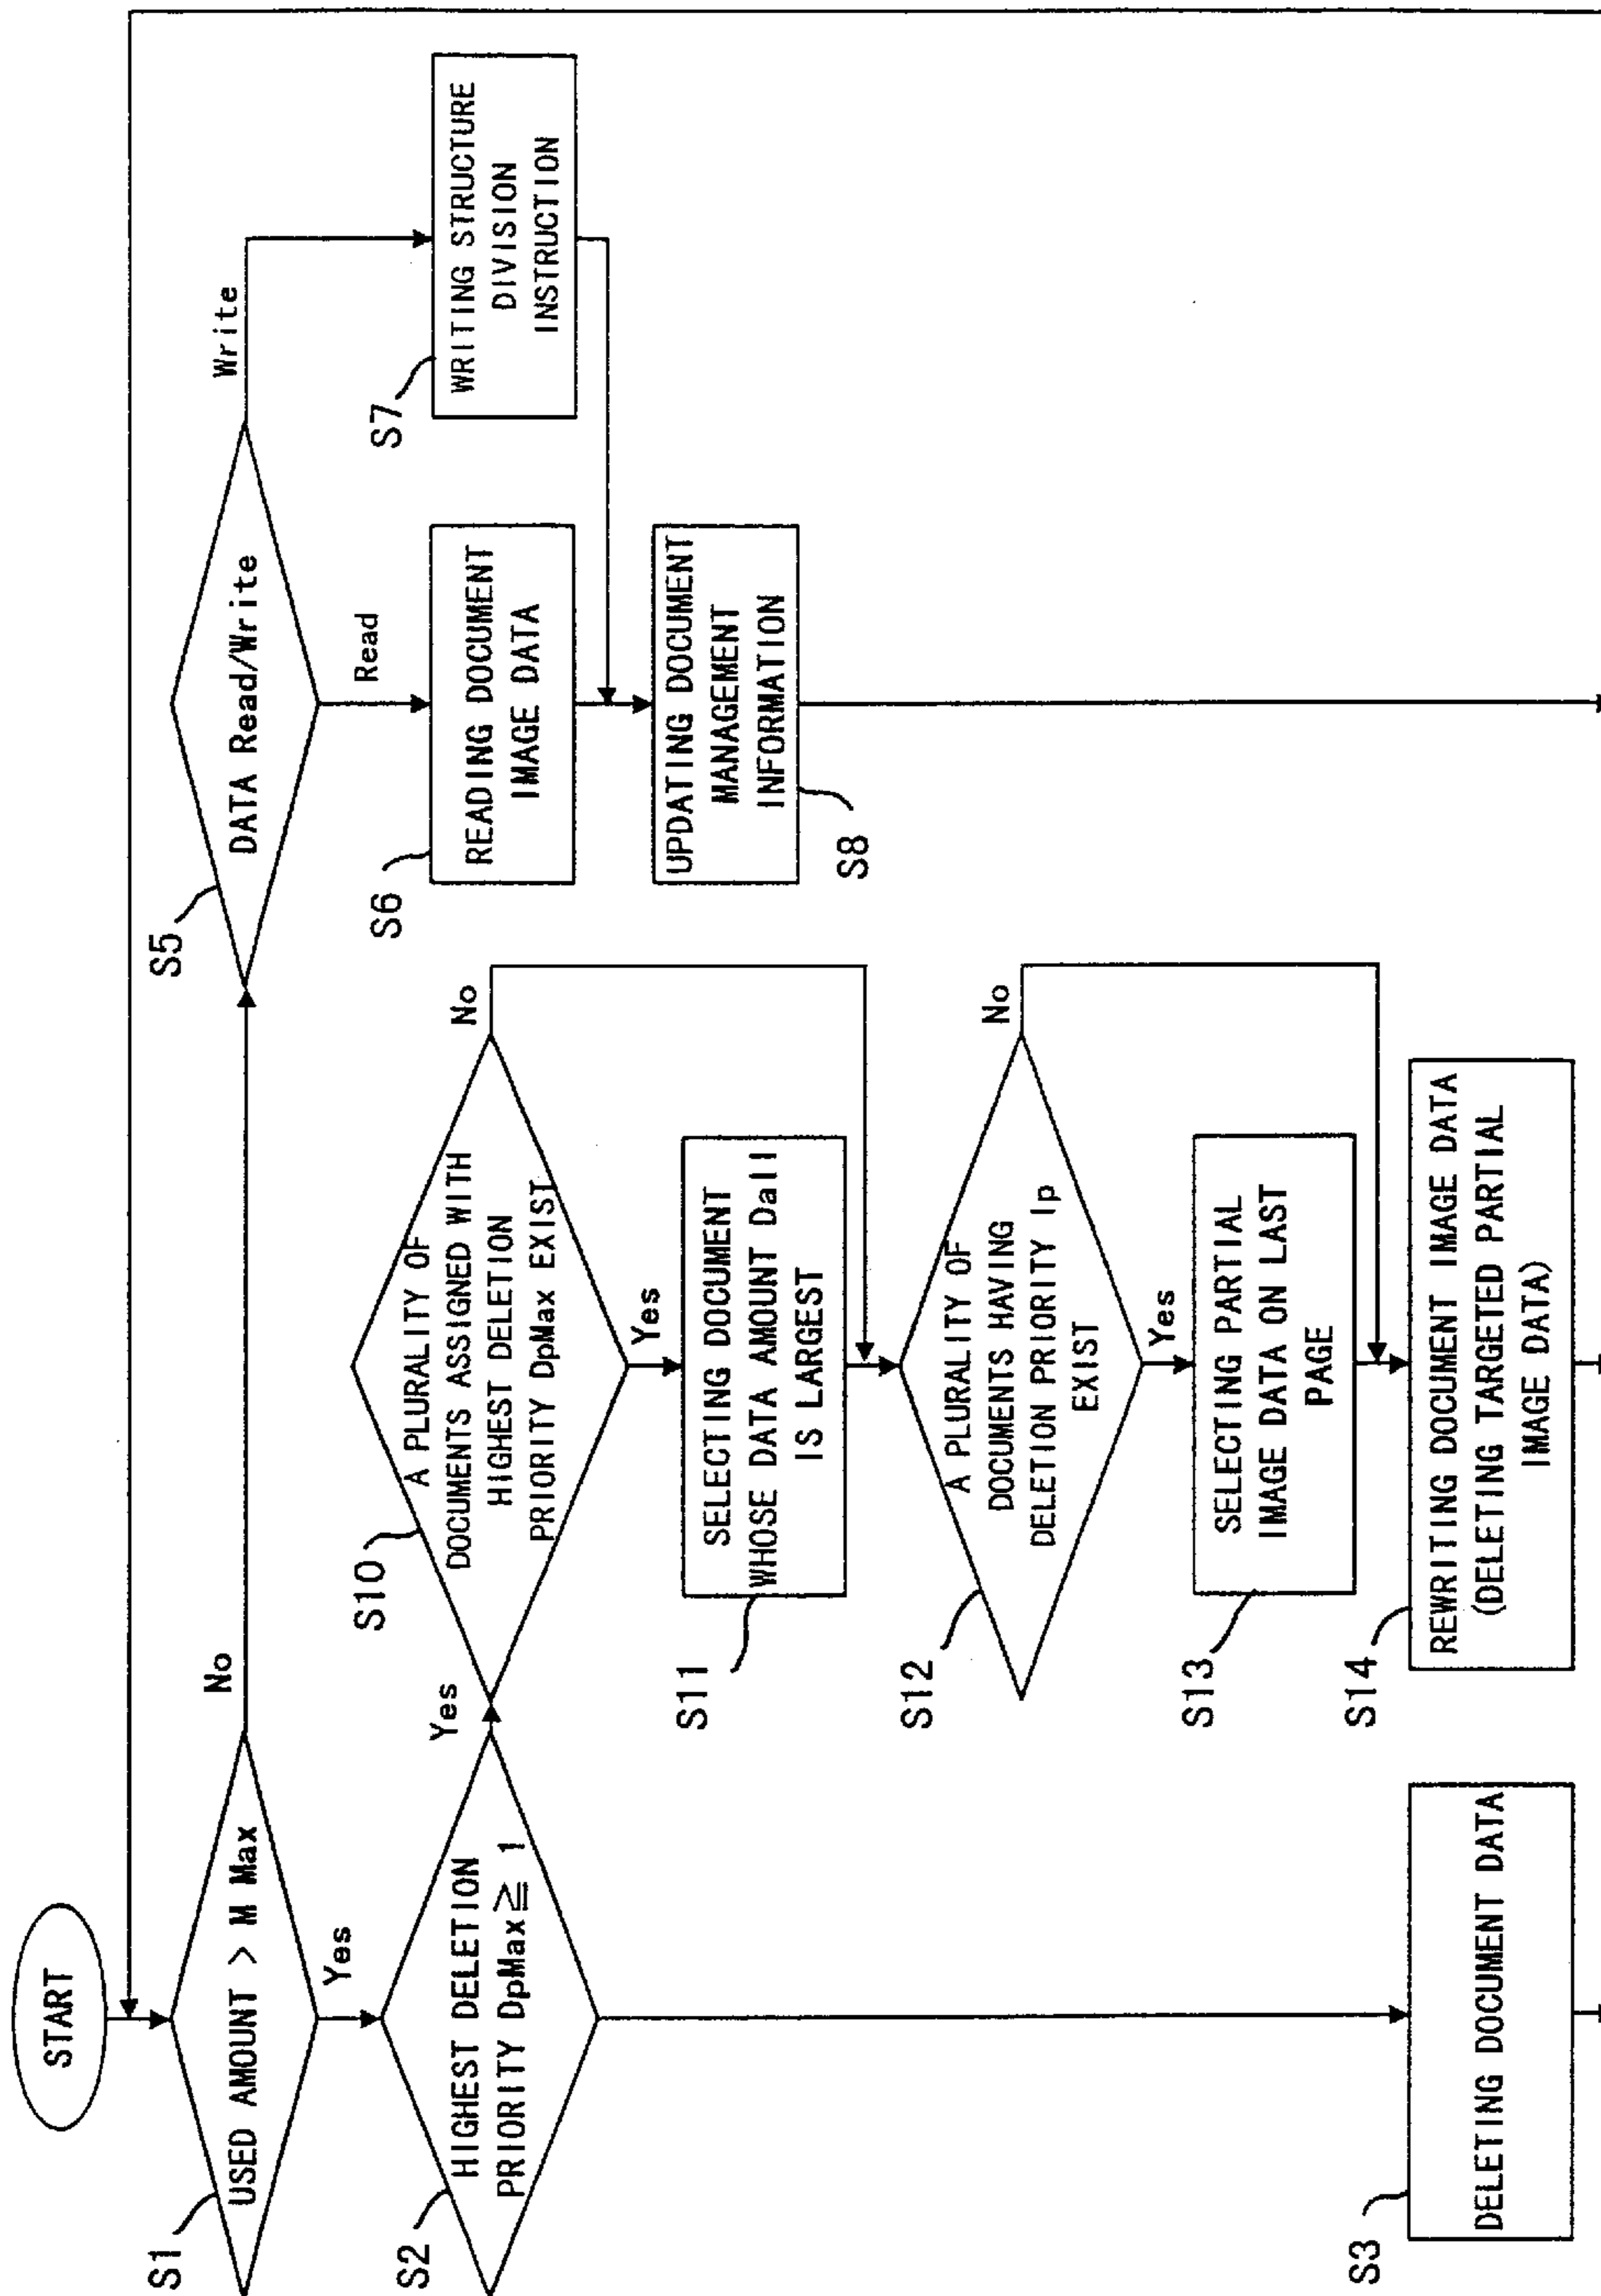 START
S1
USED AMOUNT > M Max
No
Yes
S2
HIGHEST DELETION
PRIORITY DpMax ≧ 1
Yes
S3
DELETING DOCUMENT DATA
S10
A PLURALITY OF
DOCUMENTS ASSIGNED WITH
HIGHEST DELETION
PRIORITY DpMax EXIST
No
Yes
S11
SELECTING DOCUMENT
WHOSE DATA AMOUNT Dall
IS LARGEST
S12
A PLURALITY OF
DOCUMENTS HAVING
DELETION PRIORITY Ip
EXIST
No
Yes
S13
SELECTING PARTIAL
IMAGE DATA ON LAST
PAGE
S14
REWRITING DOCUMENT IMAGE DATA
(DELETING TARGETED PARTIAL
IMAGE DATA)
S5
DATA Read/Write
Write
Read
S6
READING DOCUMENT
IMAGE DATA
S7
WRITING STRUCTURE
DIVISION
INSTRUCTION
S8
UPDATING DOCUMENT
MANAGEMENT
INFORMATION